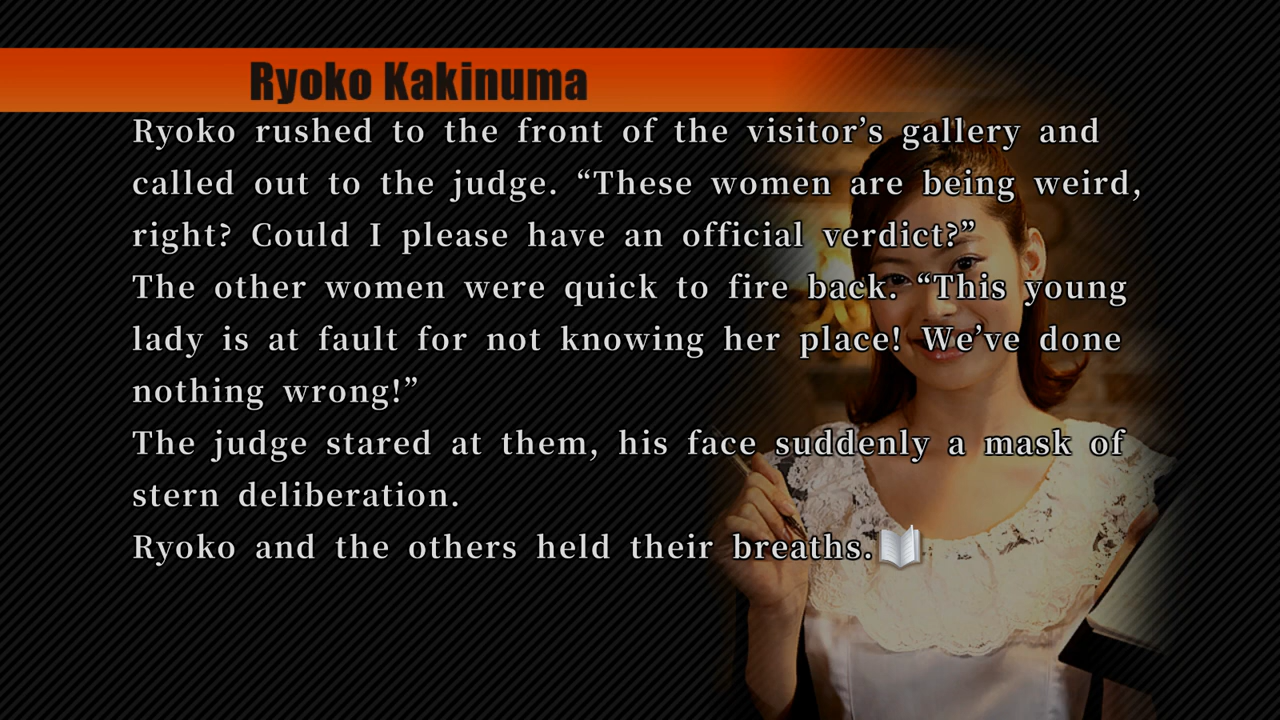 Ryoko Kakinuma
Ryoko rushed to the front of the visitor’s gallery and
called out to the judge. “These women are being weird,
right? Could I please have an official verdict?”
The other women were quick to fire back. “This young
lady is at fault for not knowing her place! We’ve done
nothing wrong!”
The judge stared at them, his face suddenly a mask of
stern deliberation.
Ryoko and the others held their breaths.